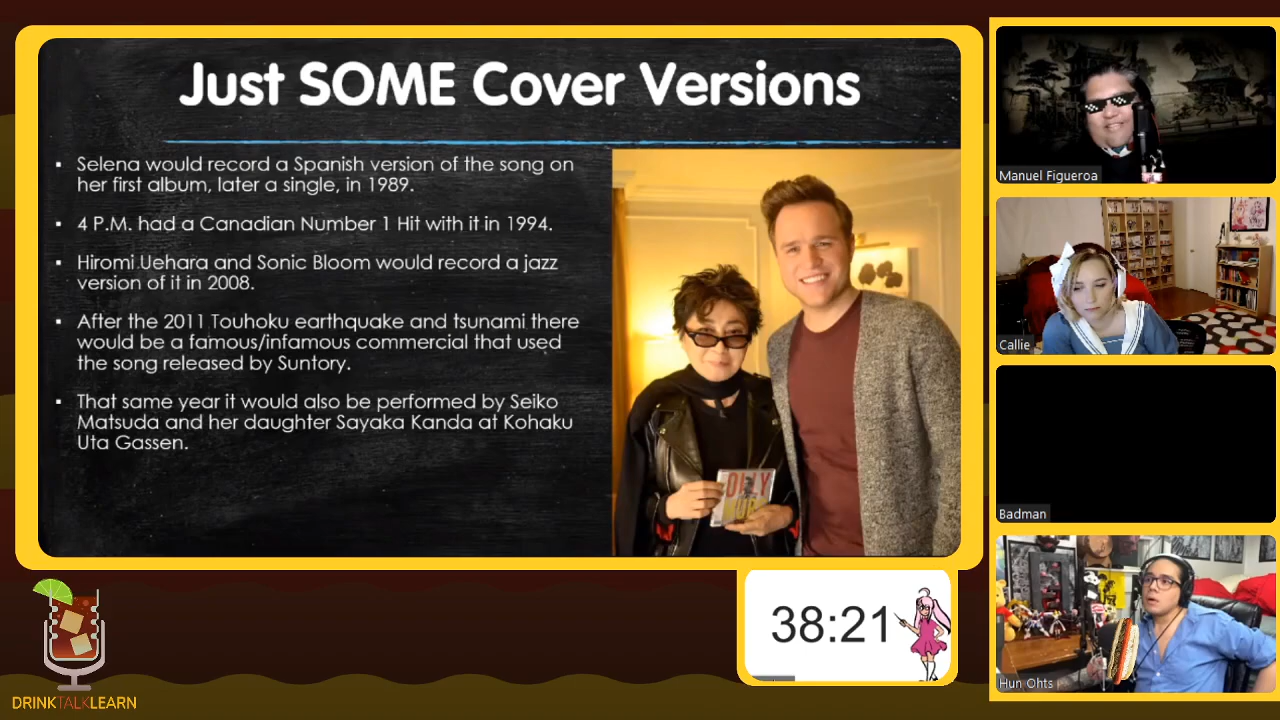 Just SOME Cover Versions
Selena would record a Spanish version of the song on
her first album, later a single, in 1989.
4 P.M. had a Canadian Number 1 Hit with it in 1994.
Hiromi Uehara and Sonic Bloom would record a jazz
version of it in 2008.
After the 2011 Touhoku earthquake and tsunami there
would be a famous/infamous commercial that used
the song released by Suntory.
That same year it would also be performed by Seiko
Matsuda and her daughter Sayaka Kanda at Kohaku
Uta Gassen.
OLLY
Manuel Figueroa
Callie
Badman
Hun Ohts
38:21
DRINKTALKLEARN